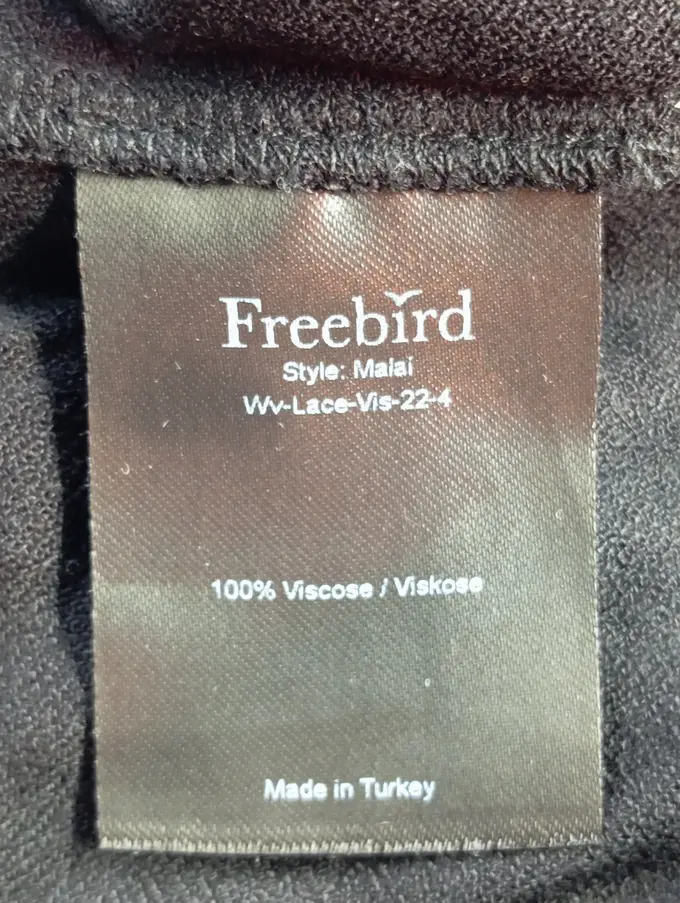 Freebird
Style: Malai
Wv-Lace-Vis-22-4
100% Viscose / Viskose
Made in Turkey